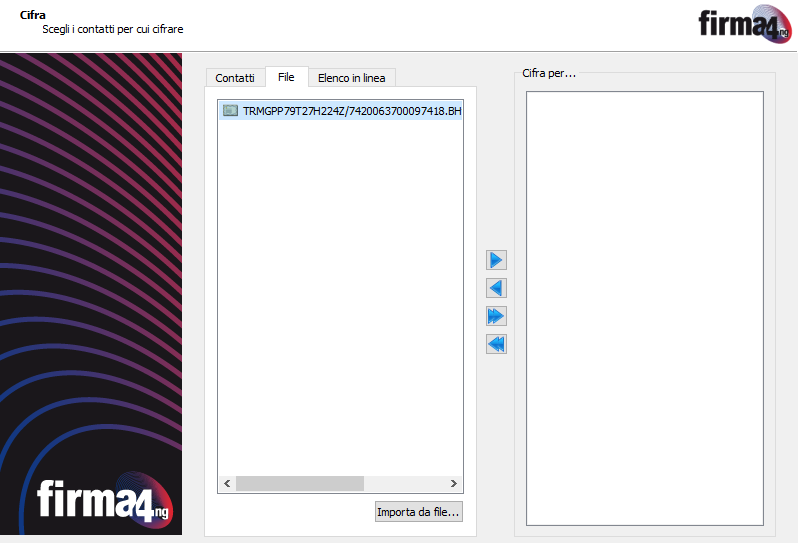 Cifra
Scegli i contatti per cui cifrare
firma4ng
Contatti
File
Elenco in linea
TRMGPP79T27H224Z/7420063700097418.BH
Importa da file...
Cifra per...
firma4ng